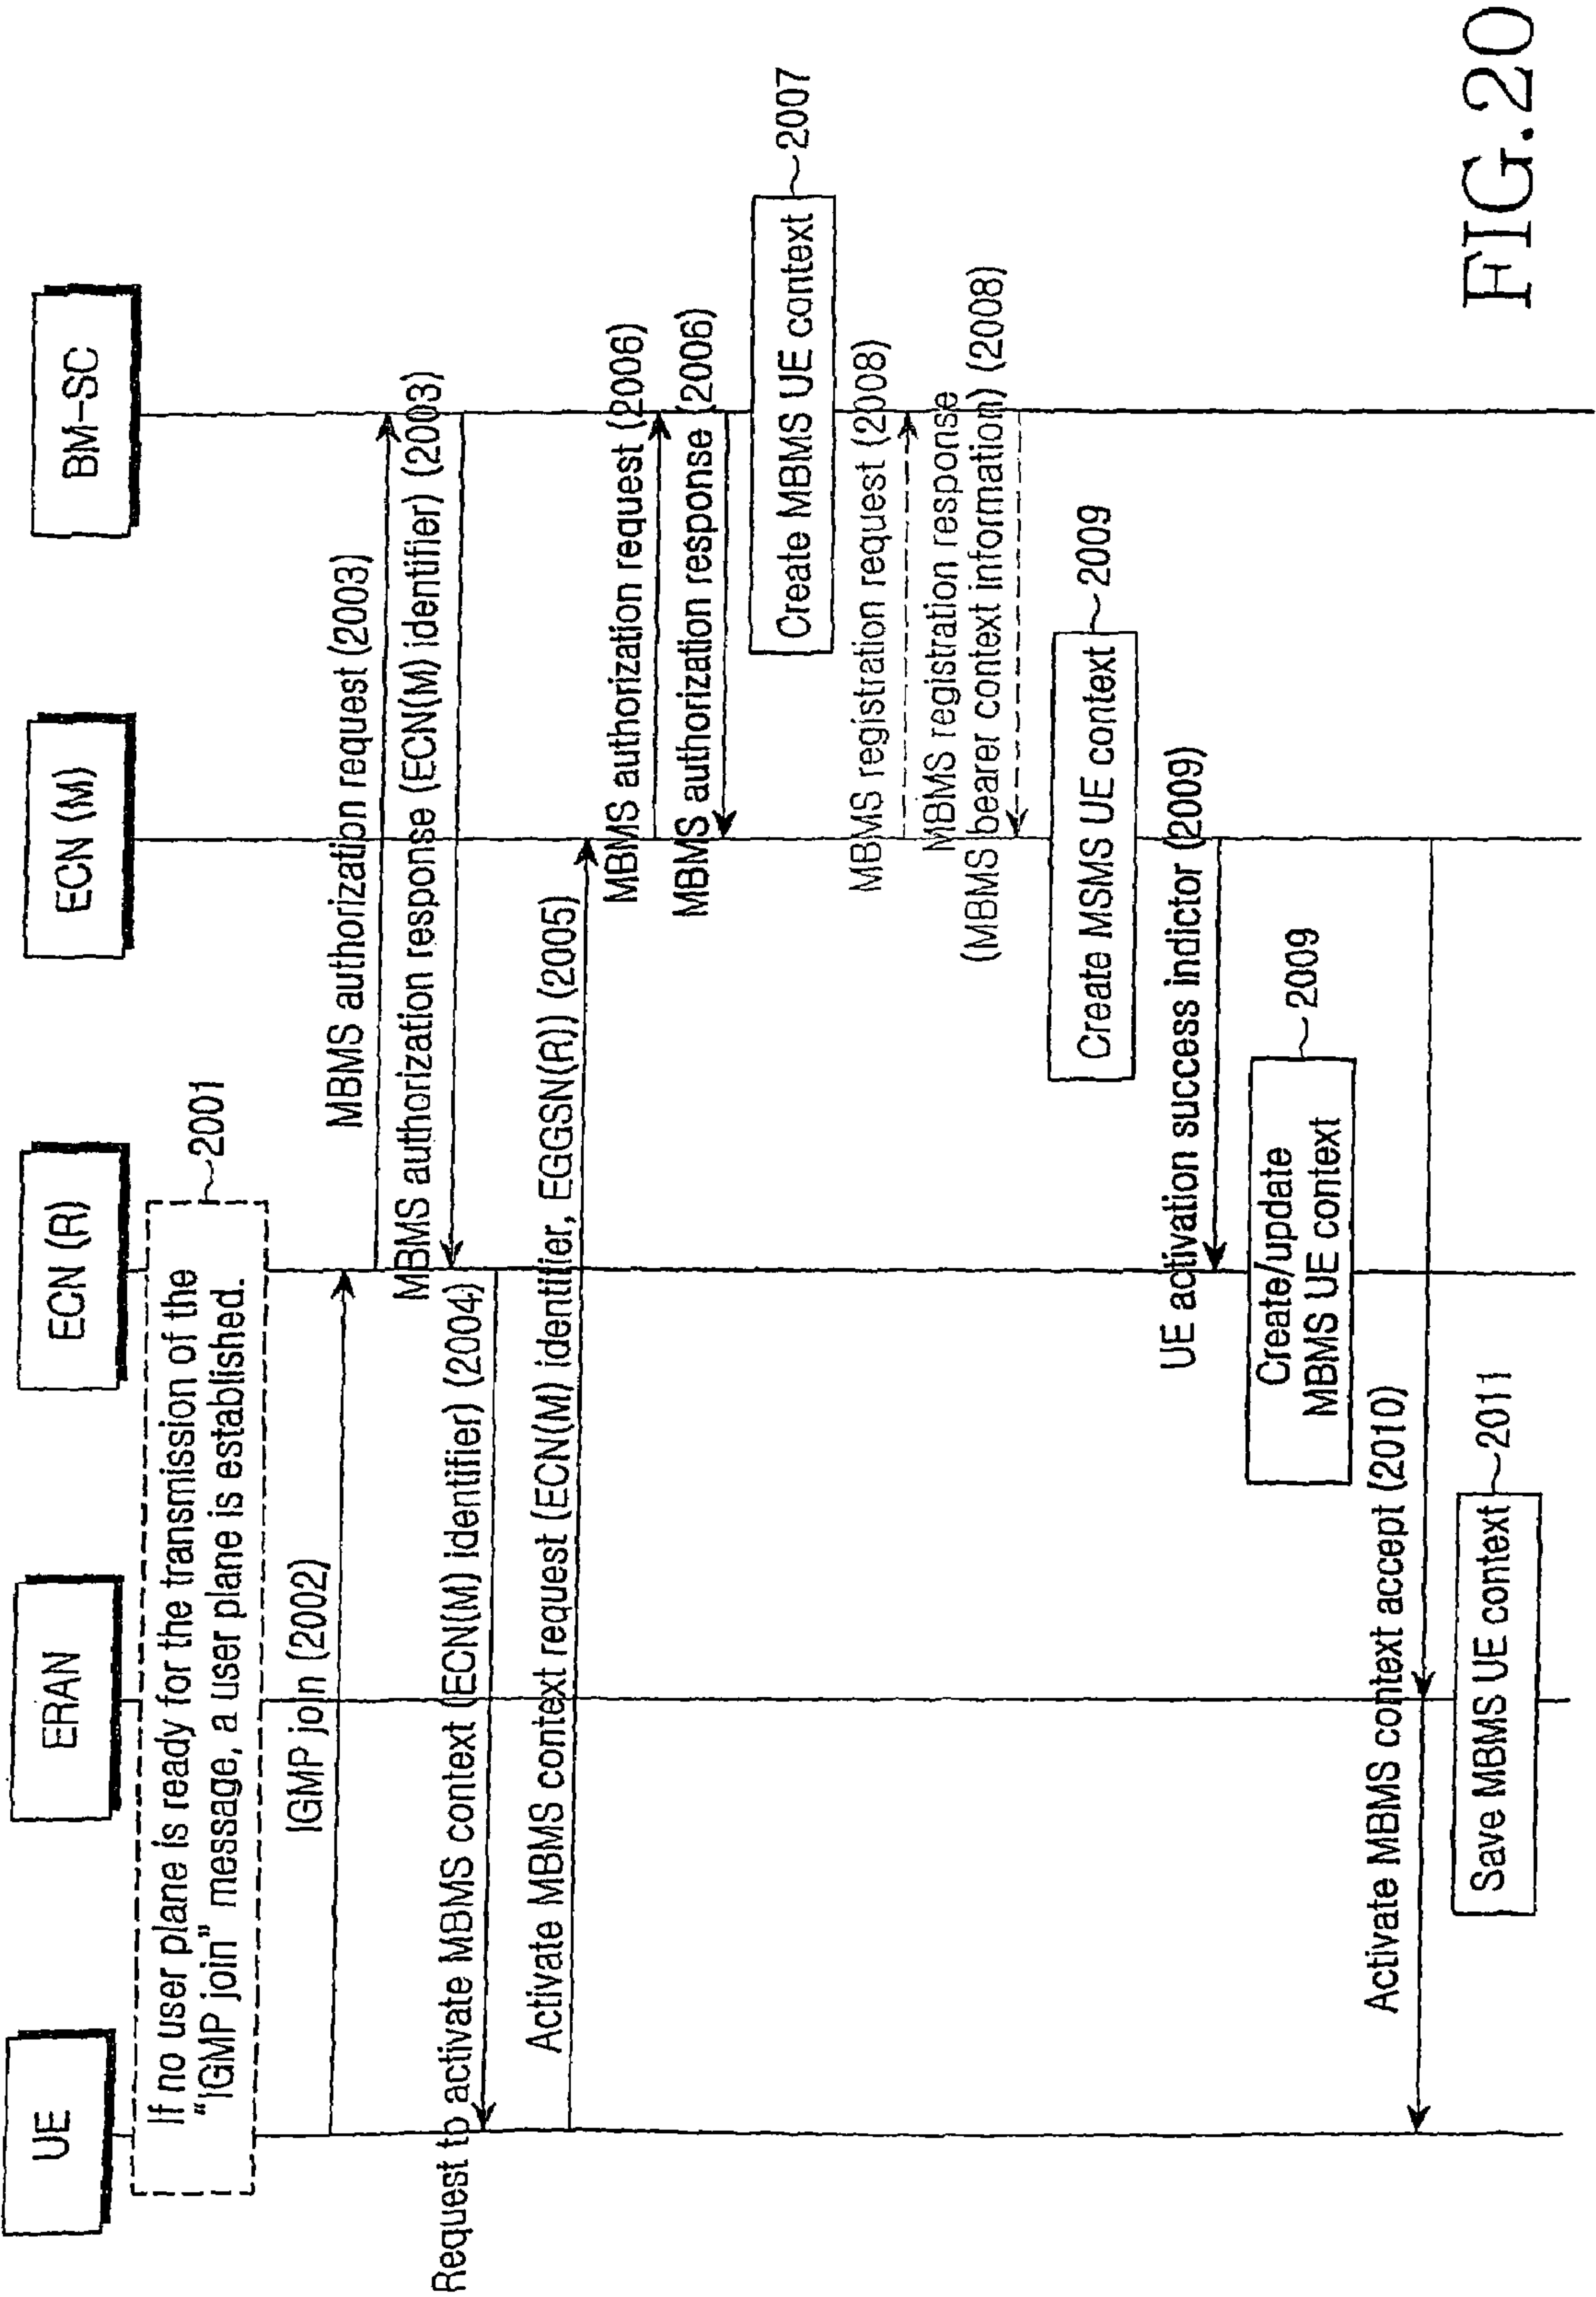 UE
ERAN
ECN (R)
ECN (M)
BM-SC
If no user plane is ready for the transmission of the
“IGMP join” message, a user plane is established.
2001
IGMP join (2002)
MBMS authorization request (2003)
MBMS authorization response (ECN(M) identifier) (2003)
Request to activate MBMS context (ECN(M) identifier) (2004)
Activate MBMS context request (ECN(M) identifier, EGGSN(R)) (2005)
MBMS authorization request (2006)
MBMS authorization response (2006)
Create MBMS UE context
2007
MBMS registration request (2008)
MBMS registration response
(MBMS bearer context information) (2008)
Create MSMS UE context
2009
UE activation success indictor (2009)
Create/update
MBMS UE context
2009
Activate MBMS context accept (2010)
Save MBMS UE context
2011
FIG.20